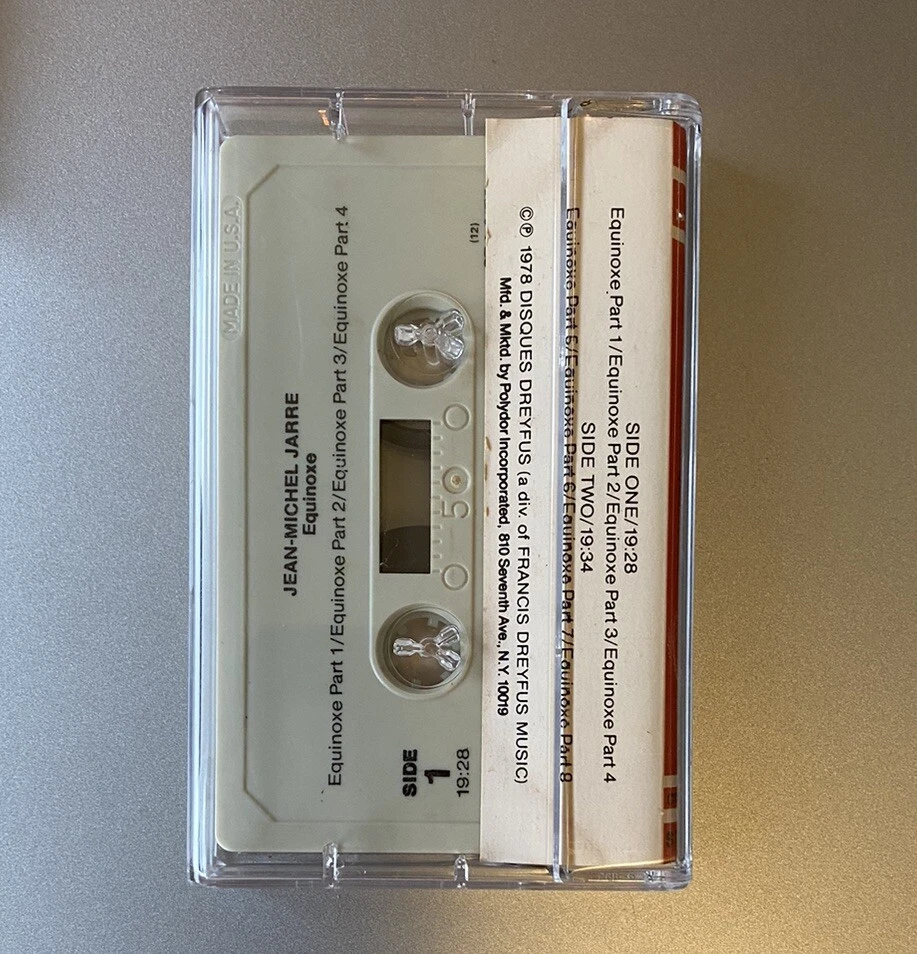 MADE IN U.S.A.
JEAN-MICHEL JARRE
Equinoxe
Equinoxe Part 1/Equinoxe Part 2/Equinoxe Part 3/Equinoxe Part 4
SIDE
1
19:28
(12)
0 50 100
SIDE ONE/19:28
Equinoxe Part 1/Equinoxe Part 2/Equinoxe Part 3/Equinoxe Part 4
SIDE TWO/19:34
Equinoxe Part 5/Equinoxe Part 6/Equinoxe Part 7/Equinoxe Part 8
©℗ 1978 DISQUES DREYFUS (a div. of FRANCIS DREYFUS MUSIC)
Mfd. & Mktd. by Polydor Incorporated, 810 Seventh Ave., N.Y. 10019